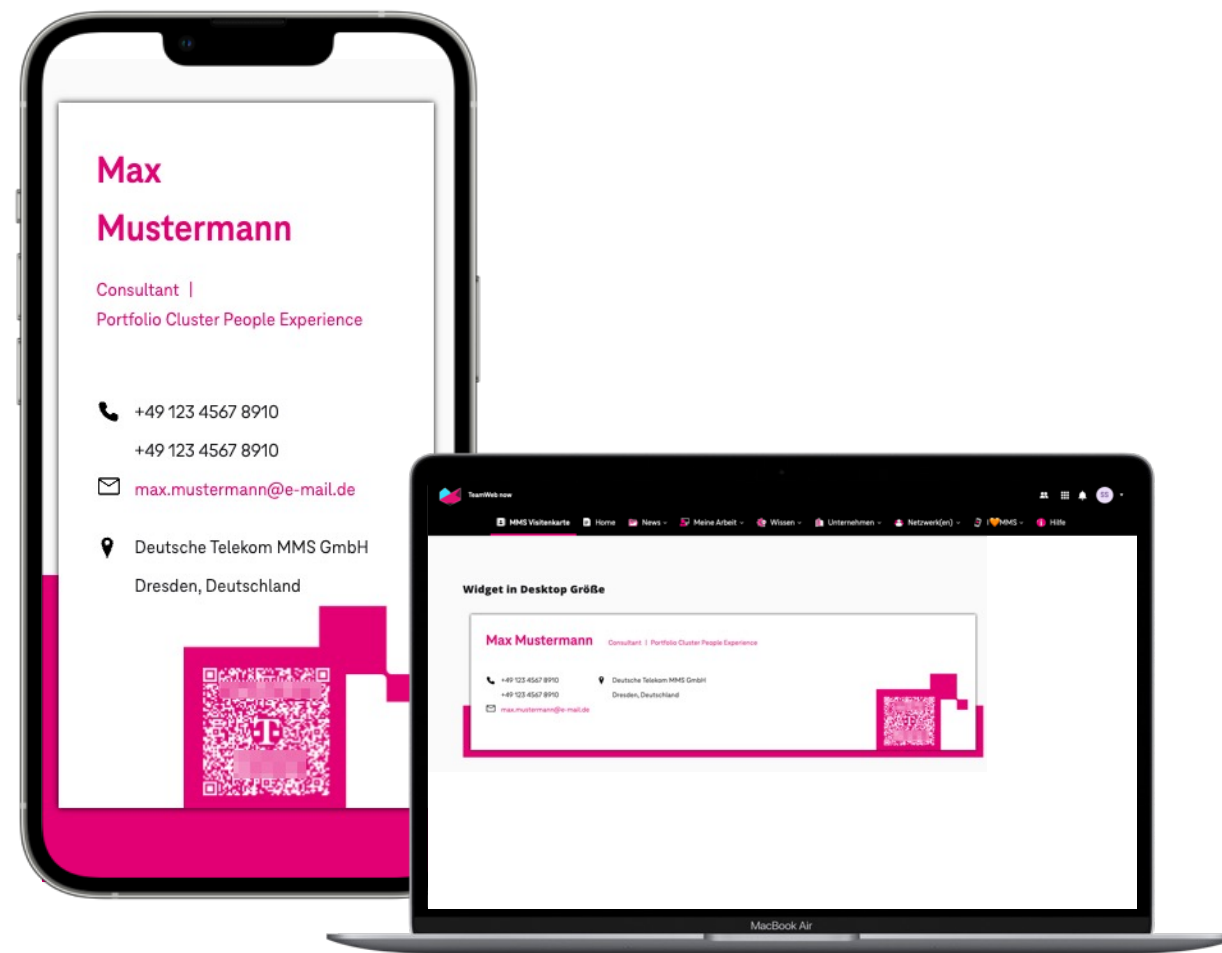 Max
Mustermann
Consultant |
Portfolio Cluster People Experience
+49 123 4567 8910
+49 123 4567 8910
max.mustermann@e-mail.de
Deutsche Telekom MMS GmbH
Dresden, Deutschland
T
TeamWeb now
SS
MMS Visitenkarte Home News Meine Arbeit Wissen Unternehmen Netzwerk(en) I🧡MMS Hilfe
Widget in Desktop Größe
Max Mustermann Consultant | Portfolio Cluster People Experience
+49 123 4567 8910 Deutsche Telekom MMS GmbH
+49 123 4567 8910 Dresden, Deutschland
max.mustermann@e-mail.de
T
MacBook Air